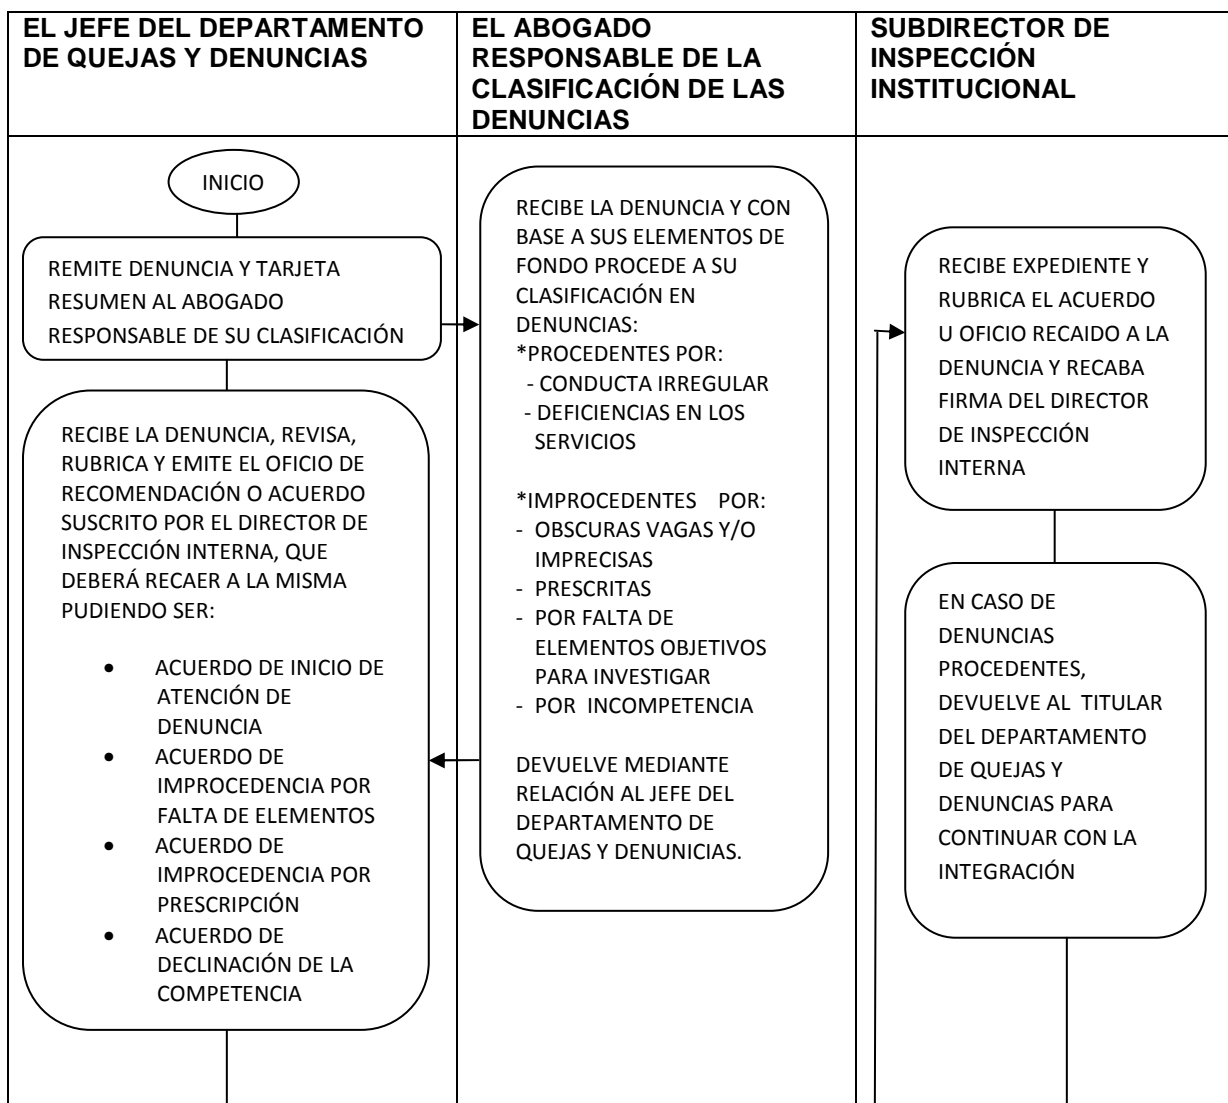 EL JEFE DEL DEPARTAMENTO
DE QUEJAS Y DENUNCIAS
EL ABOGADO
RESPONSABLE DE LA
CLASIFICACIÓN DE LAS
DENUNCIAS
SUBDIRECTOR DE
INSPECCIÓN
INSTITUCIONAL
INICIO
REMITE DENUNCIA Y TARJETA
RESUMEN AL ABOGADO
RESPONSABLE DE SU CLASIFICACIÓN
RECIBE LA DENUNCIA, REVISA,
RUBRICA Y EMITE EL OFICIO DE
RECOMENDACIÓN O ACUERDO
SUSCRITO POR EL DIRECTOR DE
INSPECCIÓN INTERNA, QUE
DEBERÁ RECAER A LA MISMA
PUDIENDO SER:
• ACUERDO DE INICIO DE
ATENCIÓN DE
DENUNCIA
• ACUERDO DE
IMPROCEDENCIA POR
FALTA DE ELEMENTOS
• ACUERDO DE
IMPROCEDENCIA POR
PRESCRIPCIÓN
• ACUERDO DE
DECLINACIÓN DE LA
COMPETENCIA
RECIBE LA DENUNCIA Y CON
BASE A SUS ELEMENTOS DE
FONDO PROCEDE A SU
CLASIFICACIÓN EN
DENUNCIAS:
*PROCEDENTES POR:
- CONDUCTA IRREGULAR
- DEFICIENCIAS EN LOS
SERVICIOS
*IMPROCEDENTES POR:
- OBSCURAS VAGAS Y/O
IMPRECISAS
- PRESCRITAS
- POR FALTA DE
ELEMENTOS OBJETIVOS
PARA INVESTIGAR
- POR INCOMPETENCIA
DEVUELVE MEDIANTE
RELACIÓN AL JEFE DEL
DEPARTAMENTO DE
QUEJAS Y DENUNICIAS.
RECIBE EXPEDIENTE Y
RUBRICA EL ACUERDO
U OFICIO RECAIDO A LA
DENUNCIA Y RECABA
FIRMA DEL DIRECTOR
DE INSPECCIÓN
INTERNA
EN CASO DE
DENUNCIAS
PROCEDENTES,
DEVUELVE AL TITULAR
DEL DEPARTAMENTO
DE QUEJAS Y
DENUNCIAS PARA
CONTINUAR CON LA
INTEGRACIÓN